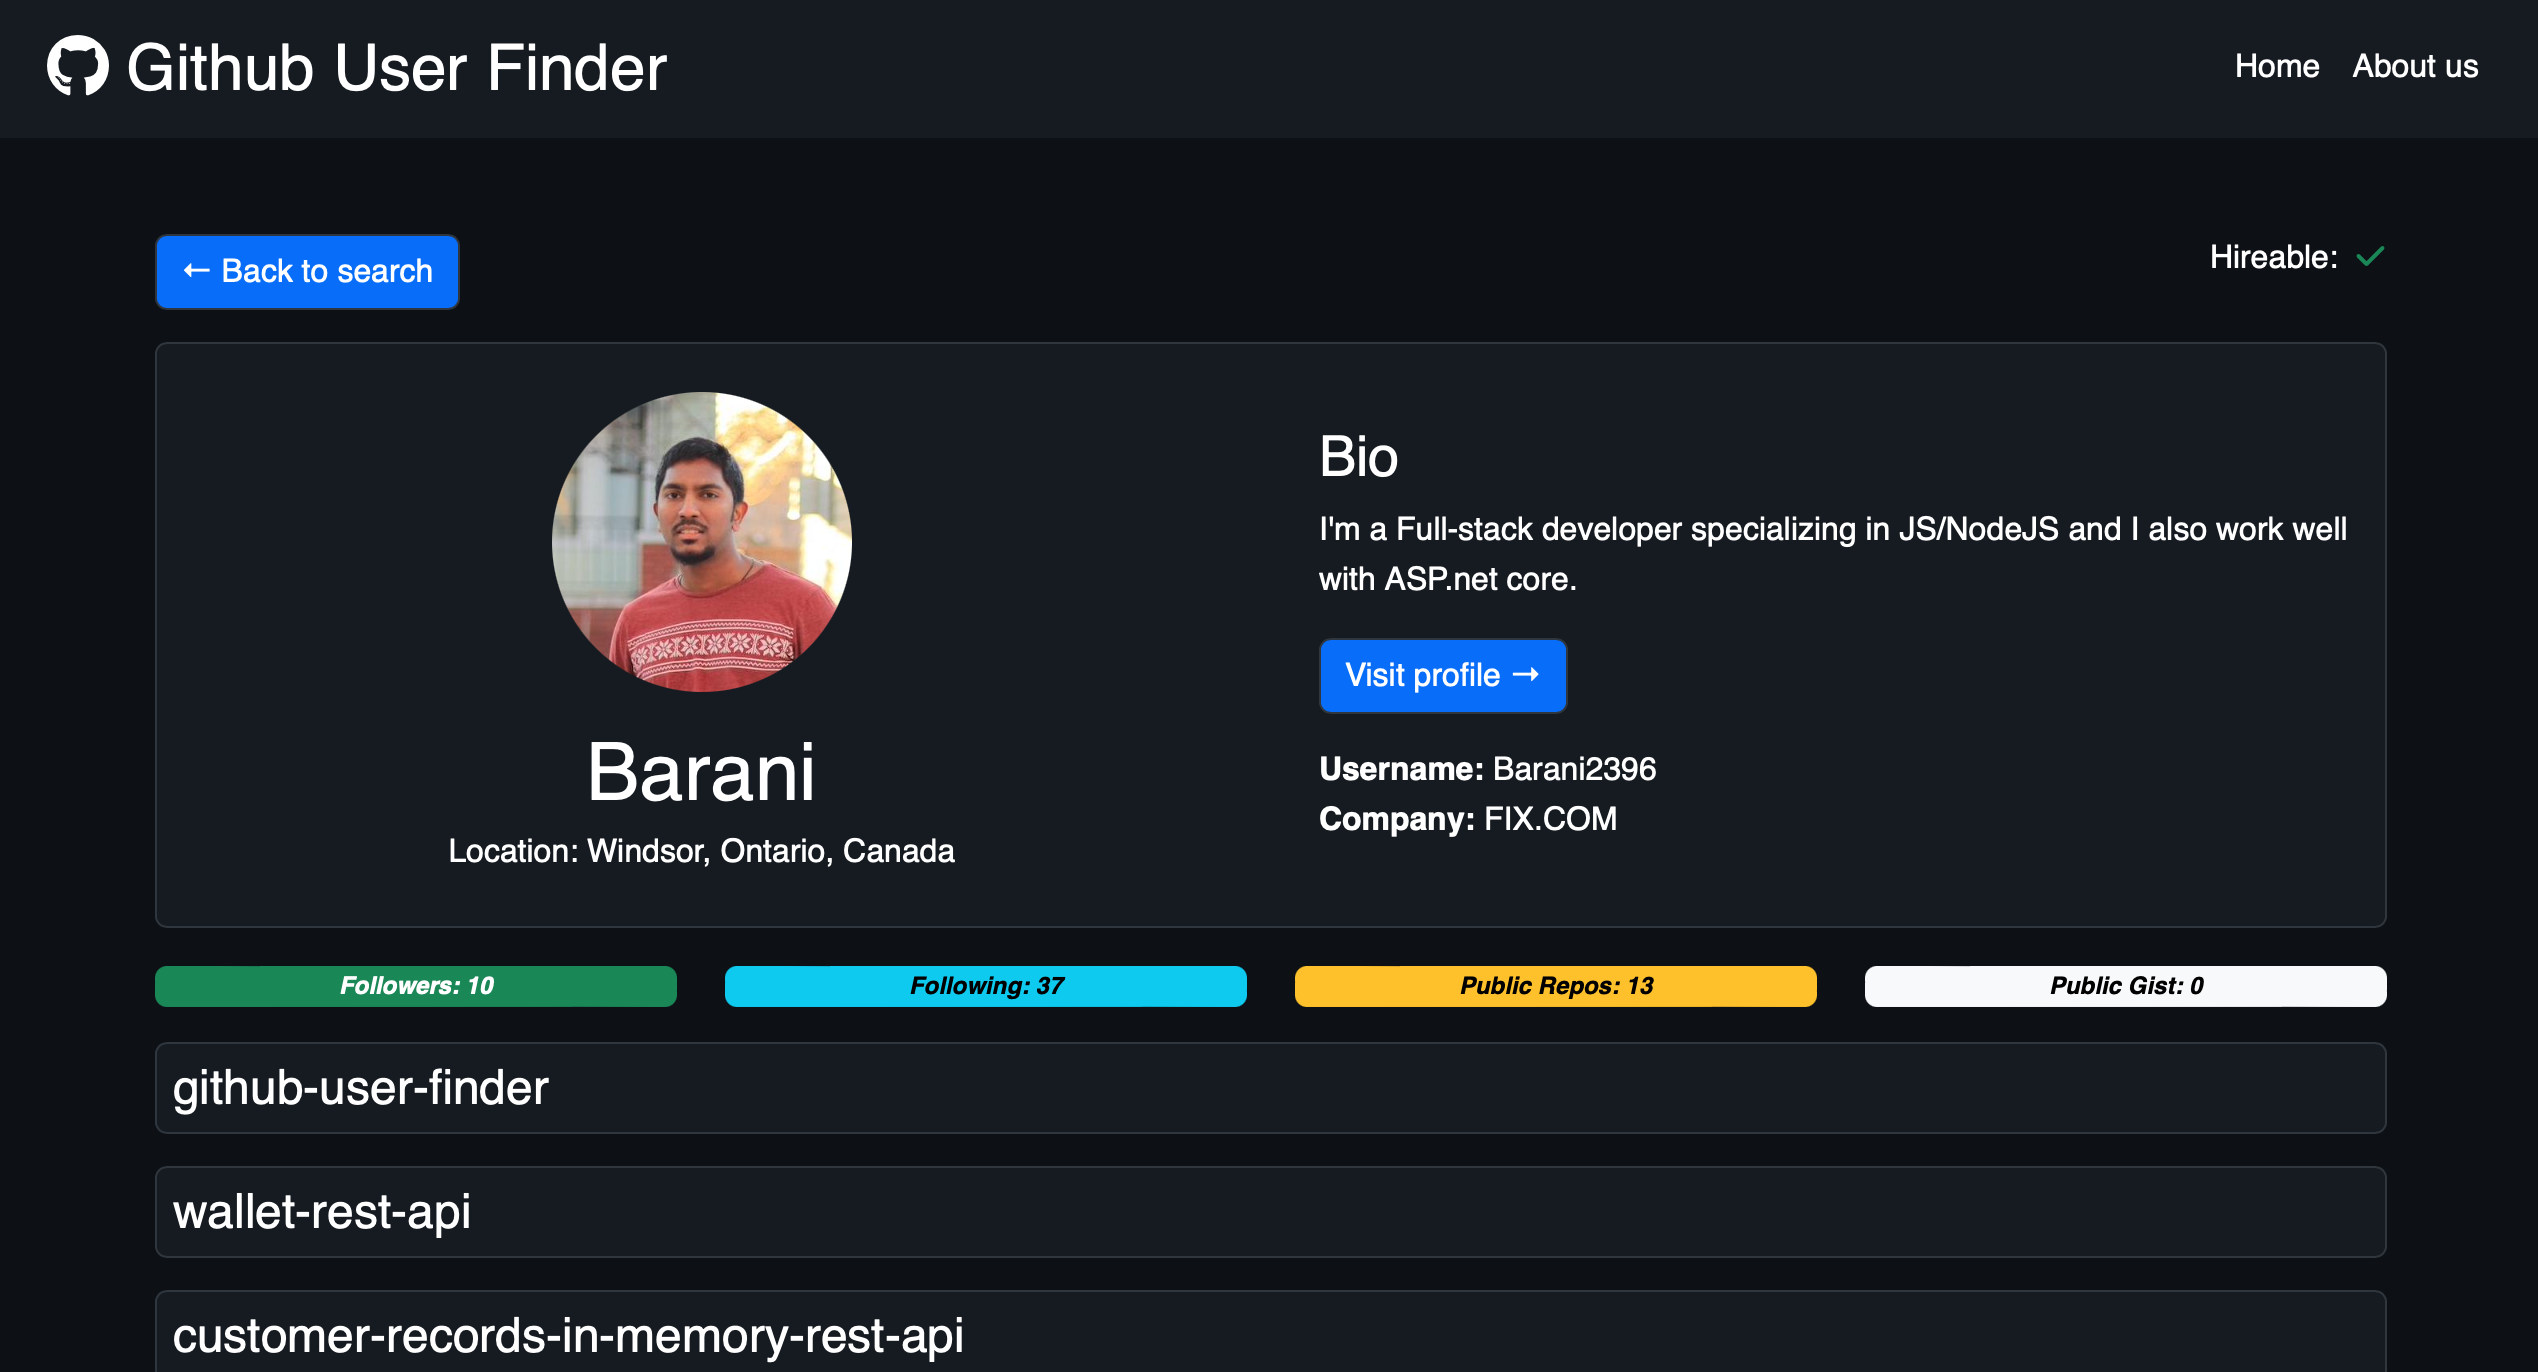 Github User Finder
Home About us
← Back to search
Hireable:
Barani
Location: Windsor, Ontario, Canada
Bio
I'm a Full-stack developer specializing in JS/NodeJS and I also work well
with ASP.net core.
Visit profile →
Username: Barani2396
Company: FIX.COM
Followers: 10
Following: 37
Public Repos: 13
Public Gist: 0
github-user-finder
wallet-rest-api
customer-records-in-memory-rest-api